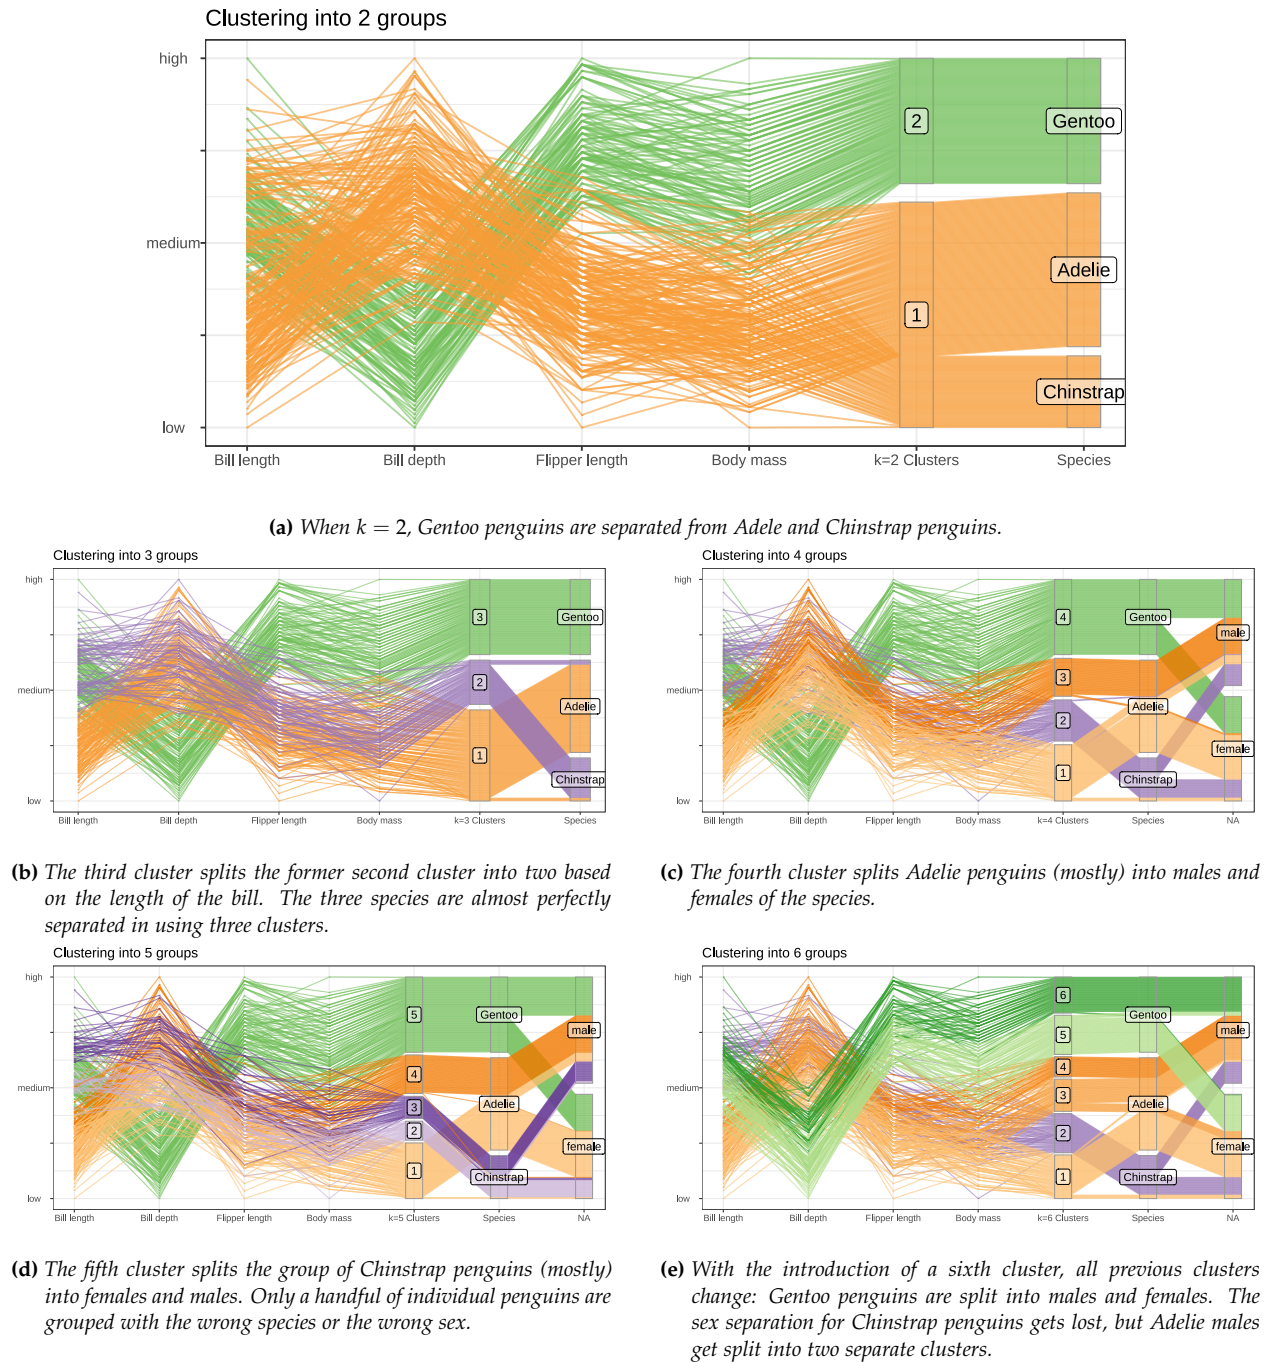 Clustering into 2 groups
high
medium
low
2
1
Gentoo
Adelie
Chinstrap
Bill length
Bill depth
Flipper length
Body mass
k=2 Clusters
Species
(a) When k = 2, Gentoo penguins are separated from Adele and Chinstrap penguins.
Clustering into 3 groups
high
medium
low
3
2
1
Gentoo
Adelie
Chinstrap
Bill length
Bill depth
Flipper length
Body mass
k=3 Clusters
Species
(b) The third cluster splits the former second cluster into two based
on the length of the bill. The three species are almost perfectly
separated in using three clusters.
Clustering into 4 groups
high
medium
low
4
3
2
1
Gentoo
Adelie
Chinstrap
male
female
Bill length
Bill depth
Flipper length
Body mass
k=4 Clusters
Species
NA
(c) The fourth cluster splits Adelie penguins (mostly) into males and
females of the species.
Clustering into 5 groups
high
medium
low
5
4
3
2
1
Gentoo
Adelie
Chinstrap
male
female
Bill length
Bill depth
Flipper length
Body mass
k=5 Clusters
Species
NA
(d) The fifth cluster splits the group of Chinstrap penguins (mostly)
into females and males. Only a handful of individual penguins are
grouped with the wrong species or the wrong sex.
Clustering into 6 groups
high
medium
low
6
5
4
3
2
1
Gentoo
Adelie
Chinstrap
male
female
Bill length
Bill depth
Flipper length
Body mass
k=6 Clusters
Species
NA
(e) With the introduction of a sixth cluster, all previous clusters
change: Gentoo penguins are split into males and females. The
sex separation for Chinstrap penguins gets lost, but Adelie males
get split into two separate clusters.